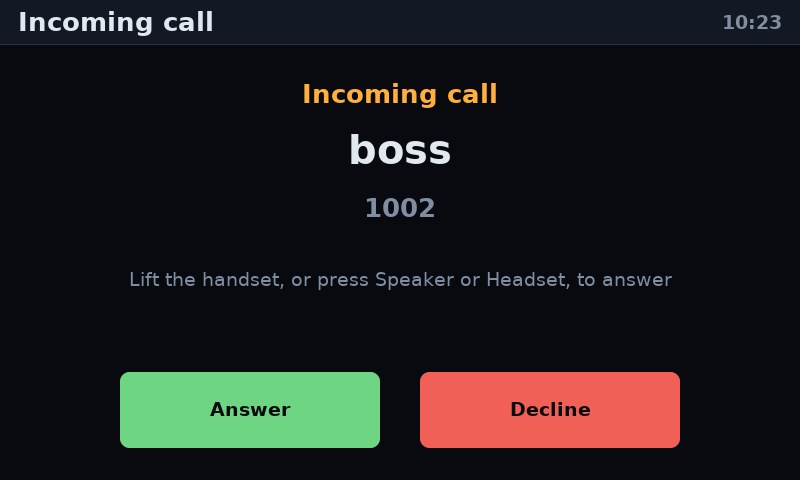 Incoming call
10:23
Incoming call
boss
1002
Lift the handset, or press Speaker or Headset, to answer
Answer
Decline